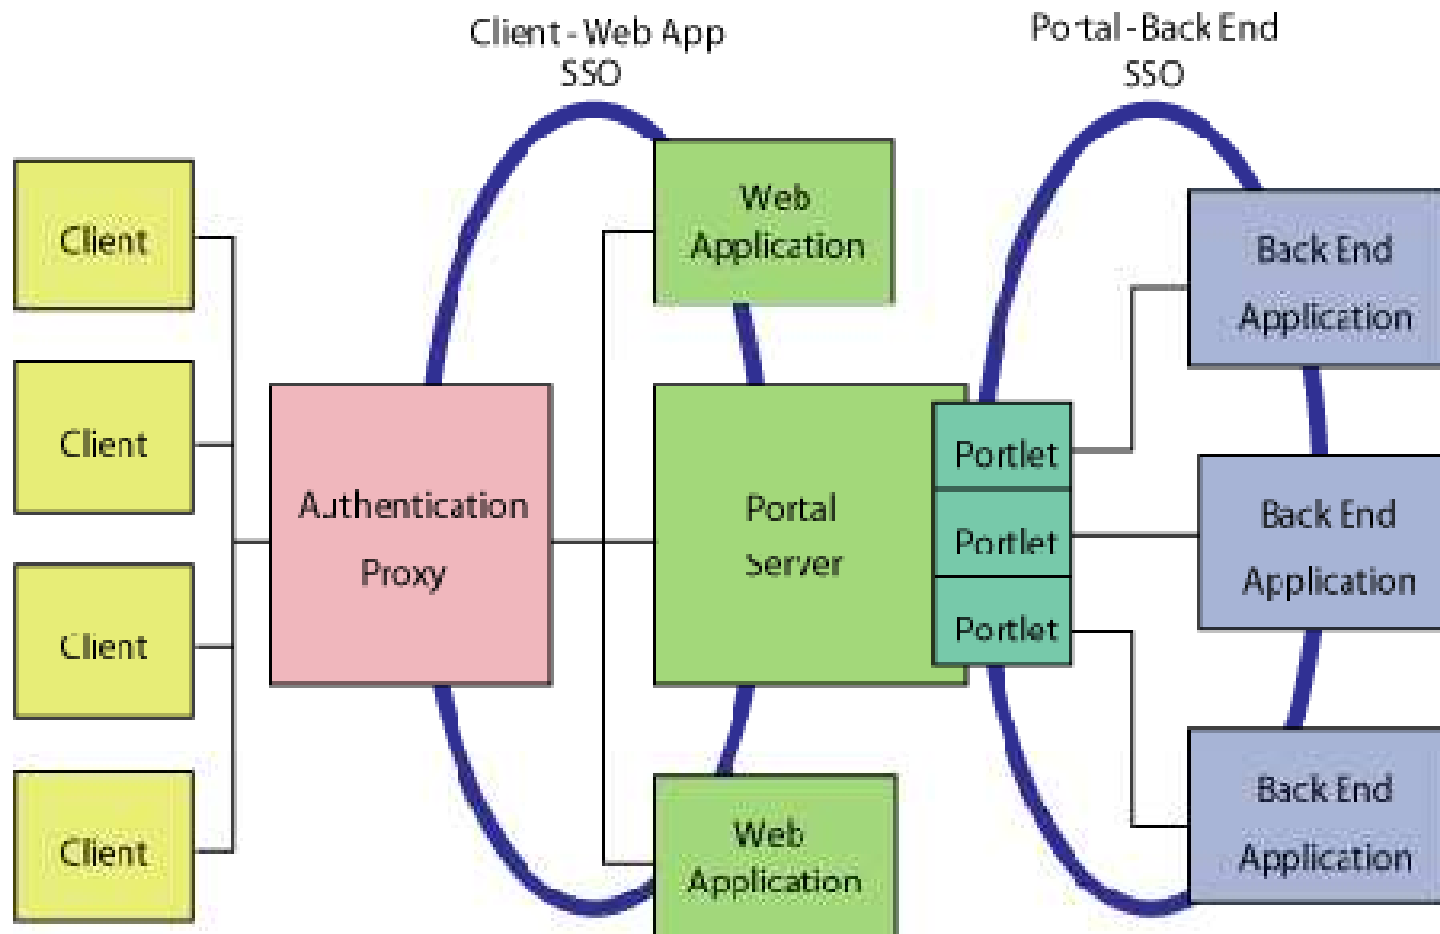 Client - Web App
SSO
Portal - Back End
SSO
Client
Client
Client
Client
Authentication
Proxy
Web
Application
Portal
Server
Web
Application
Portlet
Portlet
Portlet
Back End
Application
Back End
Application
Back End
Application